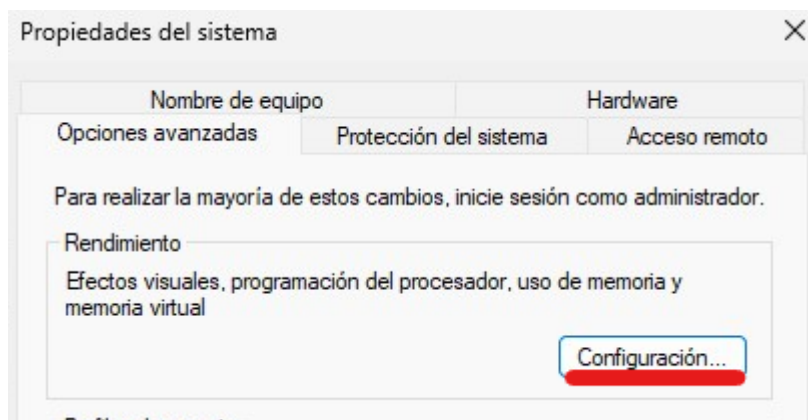 Propiedades del sistema
Nombre de equipo
Hardware
Opciones avanzadas
Protección del sistema
Acceso remoto
Para realizar la mayoría de estos cambios, inicie sesión como administrador.
Rendimiento
Efectos visuales, programación del procesador, uso de memoria y
memoria virtual
Configuración...